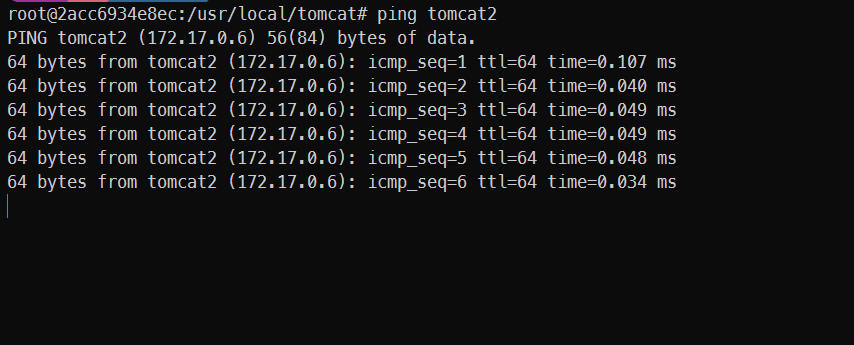 root@2acc6934e8ec:/usr/local/tomcat# ping tomcat2
PING tomcat2 (172.17.0.6) 56(84) bytes of data.
64 bytes from tomcat2 (172.17.0.6): icmp_seq=1 ttl=64 time=0.107 ms
64 bytes from tomcat2 (172.17.0.6): icmp_seq=2 ttl=64 time=0.040 ms
64 bytes from tomcat2 (172.17.0.6): icmp_seq=3 ttl=64 time=0.049 ms
64 bytes from tomcat2 (172.17.0.6): icmp_seq=4 ttl=64 time=0.049 ms
64 bytes from tomcat2 (172.17.0.6): icmp_seq=5 ttl=64 time=0.048 ms
64 bytes from tomcat2 (172.17.0.6): icmp_seq=6 ttl=64 time=0.034 ms